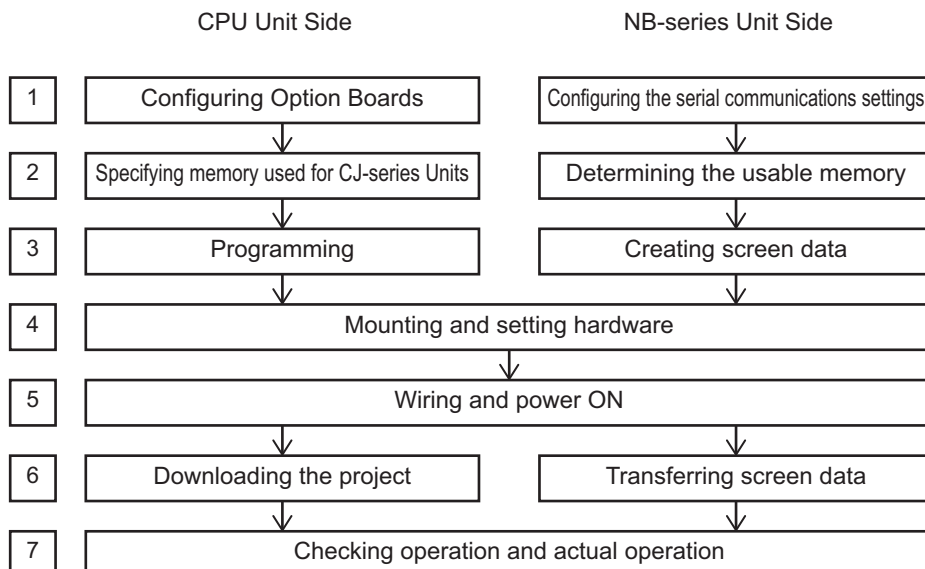 CPU Unit Side NB-series Unit Side
1 Configuring Option Boards Configuring the serial communications settings
2 Specifying memory used for CJ-series Units Determining the usable memory
3 Programming Creating screen data
4 Mounting and setting hardware
5 Wiring and power ON
6 Downloading the project Transferring screen data
7 Checking operation and actual operation